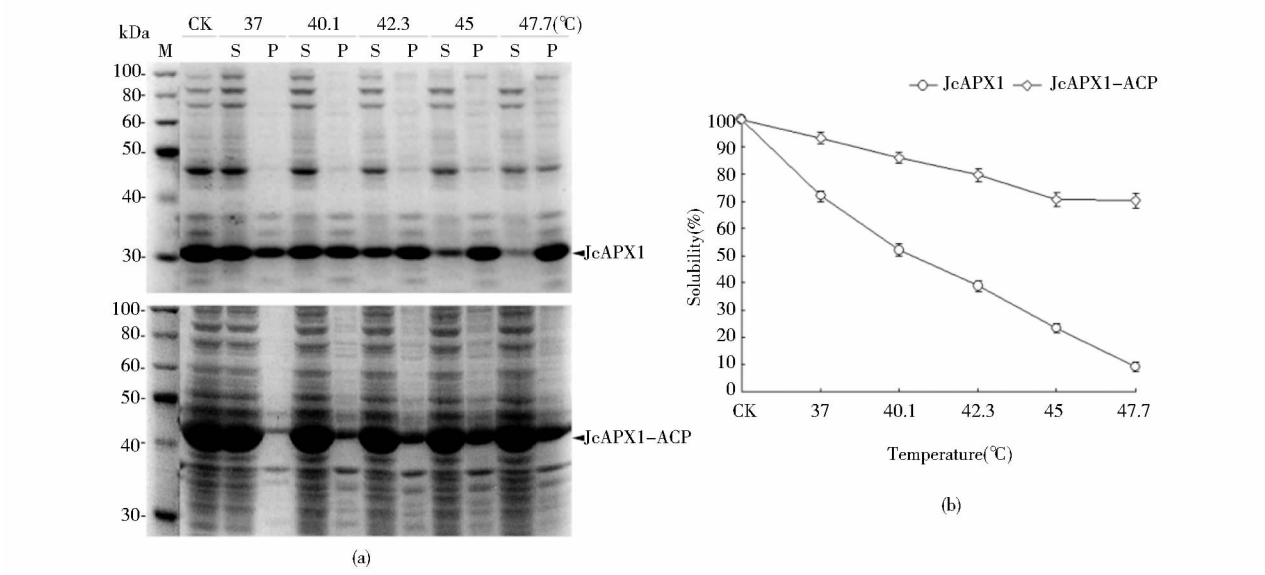 CK 37 40.1 42.3 45 47.7(℃)
kDa
M S P S P S P S P S P
100-
80-
60-
50-
40-
30-
JcAPX1
100-
80-
60-
50-
40-
30-
JcAPX1-ACP
(a)
JcAPX1 JcAPX1-ACP
100
90
80
70
60
50
40
30
20
10
0
Solubility(%)
CK 37 40.1 42.3 45 47.7
Temperature(℃)
(b)